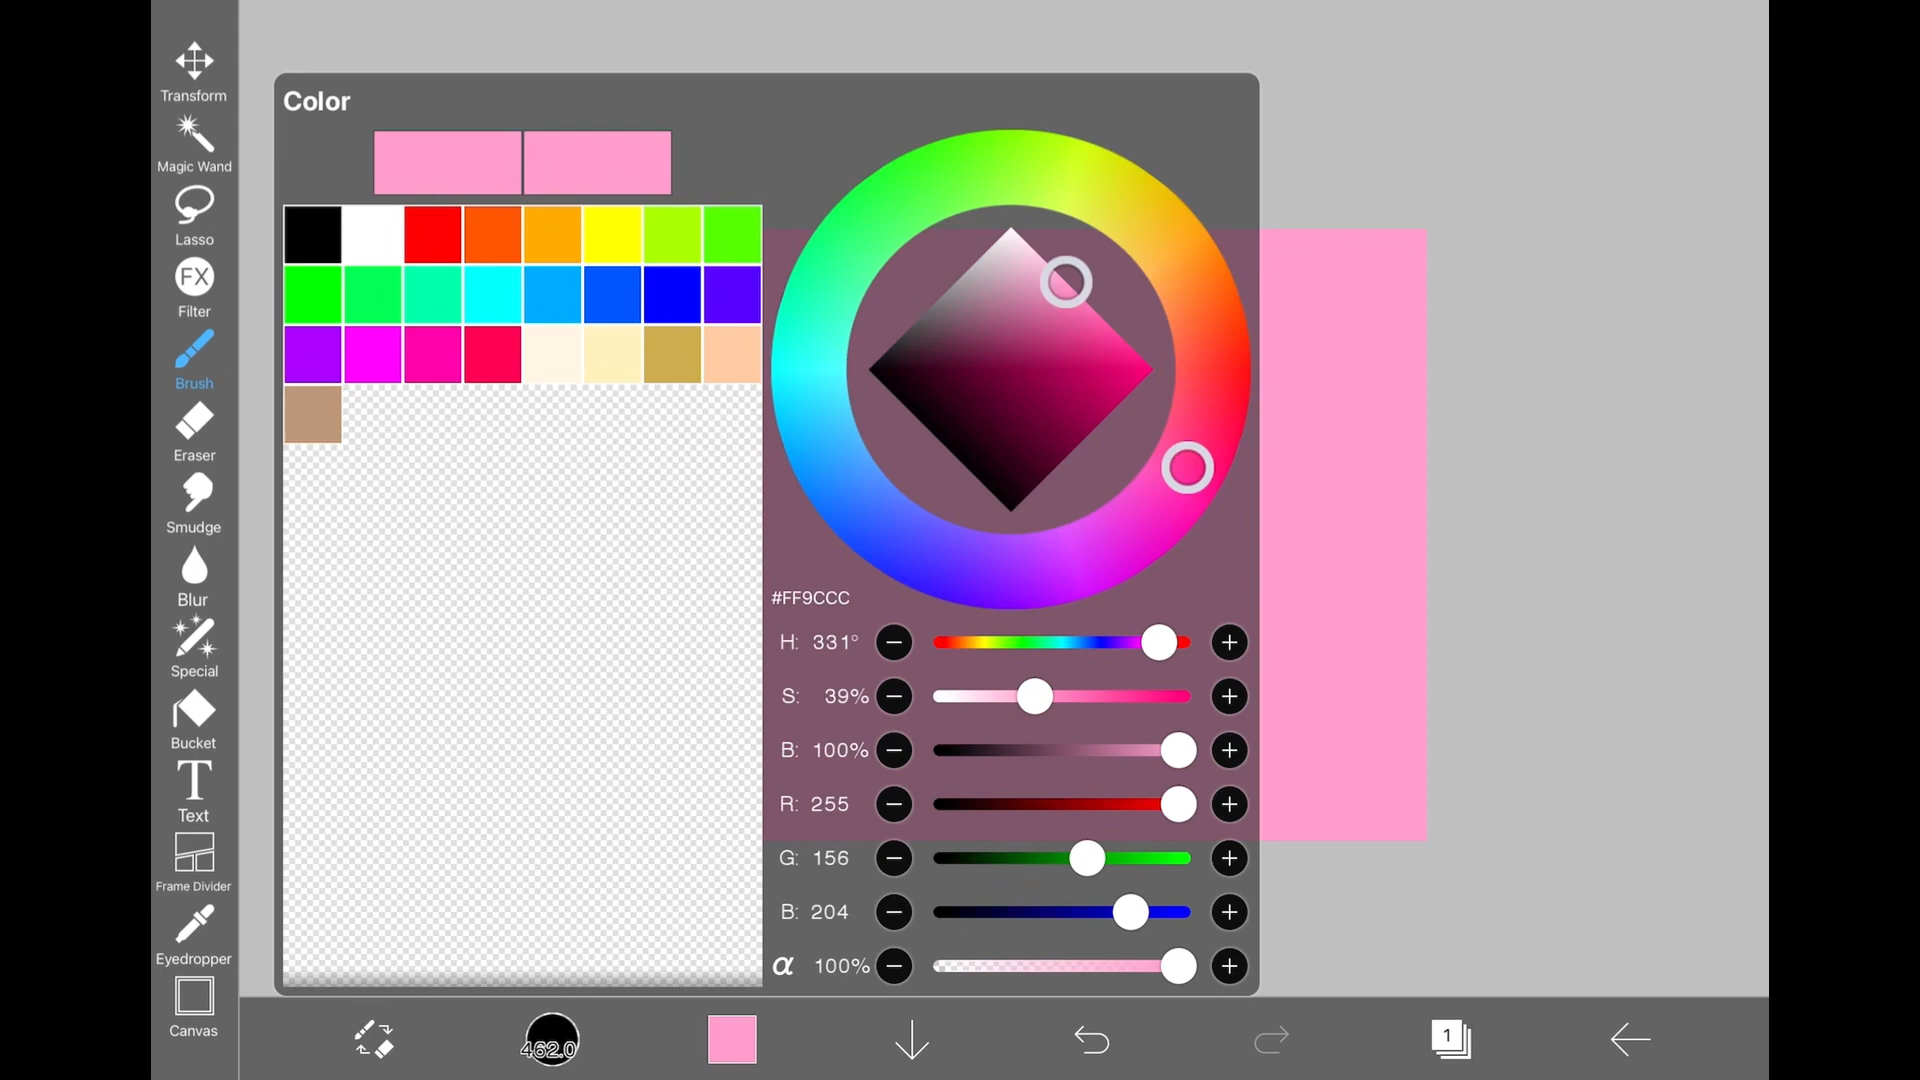 Transform
Magic Wand
Lasso
FX
Filter
Brush
Eraser
Smudge
Blur
Special
Bucket
T
Text
Frame Divider
Eyedropper
Canvas
Color
#FF9CCC
H: 331°
S: 39%
B: 100%
R: 255
G: 156
B: 204
α 100%
462.0
1